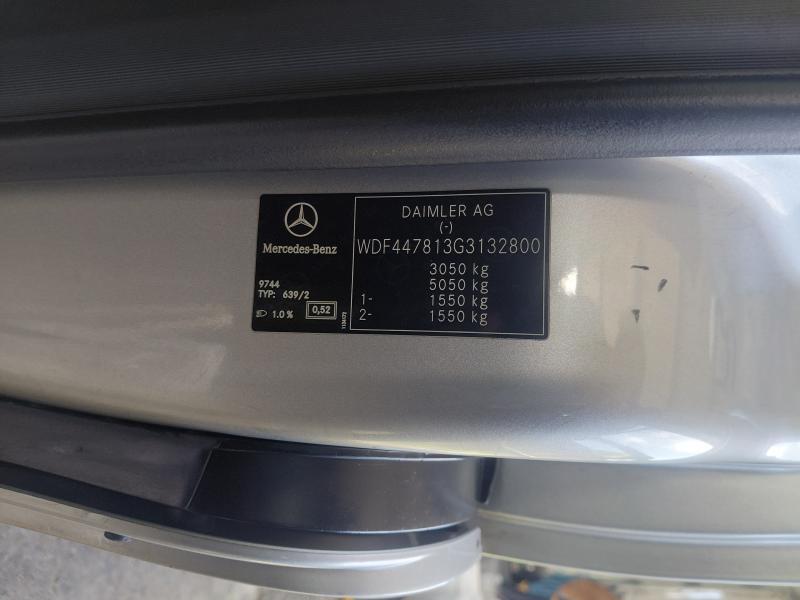 Mercedes-Benz
9744
TYP: 639/2
1.0 %
0,52
DAIMLER AG
(-)
WDF447813G3132800
3050 kg
5050 kg
1- 1550 kg
2- 1550 kg